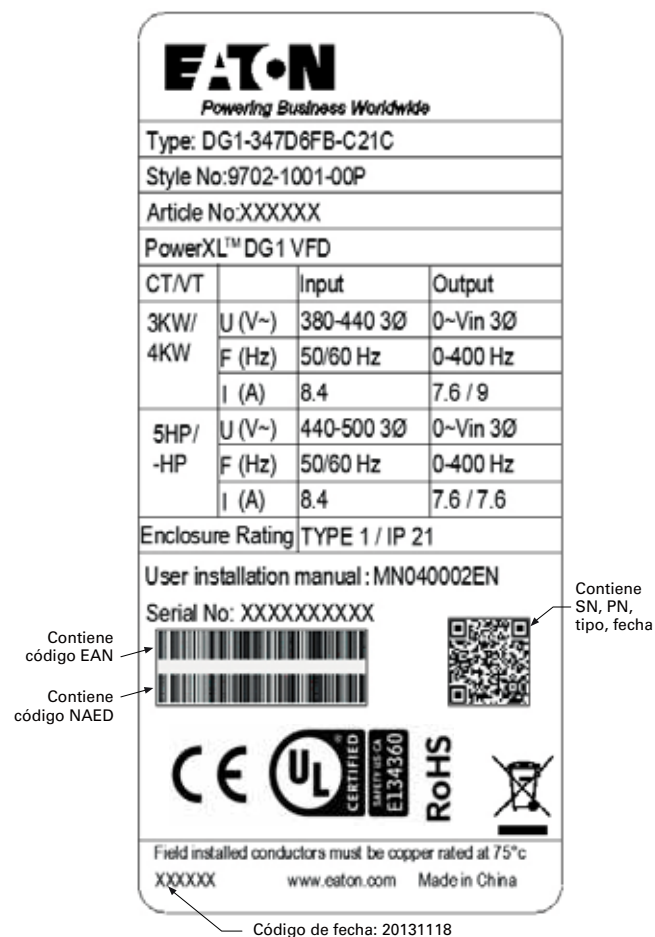 EATON
Powering Business Worldwide
Type: DG1-347D6FB-C21C
Style No:9702-1001-00P
Article No:XXXXXX
PowerXL™ DG1 VFD
CT/VT Input Output
3KW/ U (V~) 380-440 3Ø 0~Vin 3Ø
4KW F (Hz) 50/60 Hz 0-400 Hz
I (A) 8.4 7.6 / 9
5HP/ U (V~) 440-500 3Ø 0~Vin 3Ø
-HP F (Hz) 50/60 Hz 0-400 Hz
I (A) 8.4 7.6 / 7.6
Enclosure Rating TYPE 1 / IP 21
User installation manual : MN040002EN
Serial No: XXXXXXXXXX
Contiene
código EAN
Contiene
código NAED
Contiene
SN, PN,
tipo, fecha
CE
UL
®
CERTIFIED
SAFETY US-CA
E134360
RoHS
Field installed conductors must be copper rated at 75°c
XXXXXX www.eaton.com Made in China
Código de fecha: 20131118